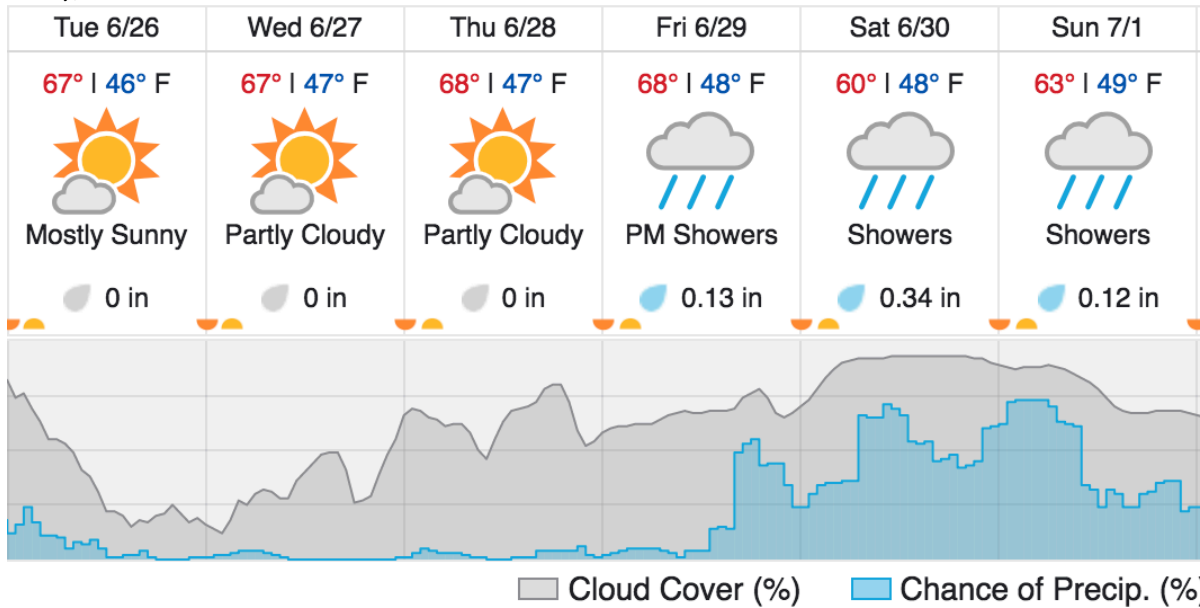 Tue 6/26 Wed 6/27 Thu 6/28 Fri 6/29 Sat 6/30 Sun 7/1
67° | 46° F 67° | 47° F 68° | 47° F 68° | 48° F 60° | 48° F 63° | 49° F
Mostly Sunny Partly Cloudy Partly Cloudy PM Showers Showers Showers
0 in 0 in 0 in 0.13 in 0.34 in 0.12 in
Cloud Cover (%) Chance of Precip. (%)